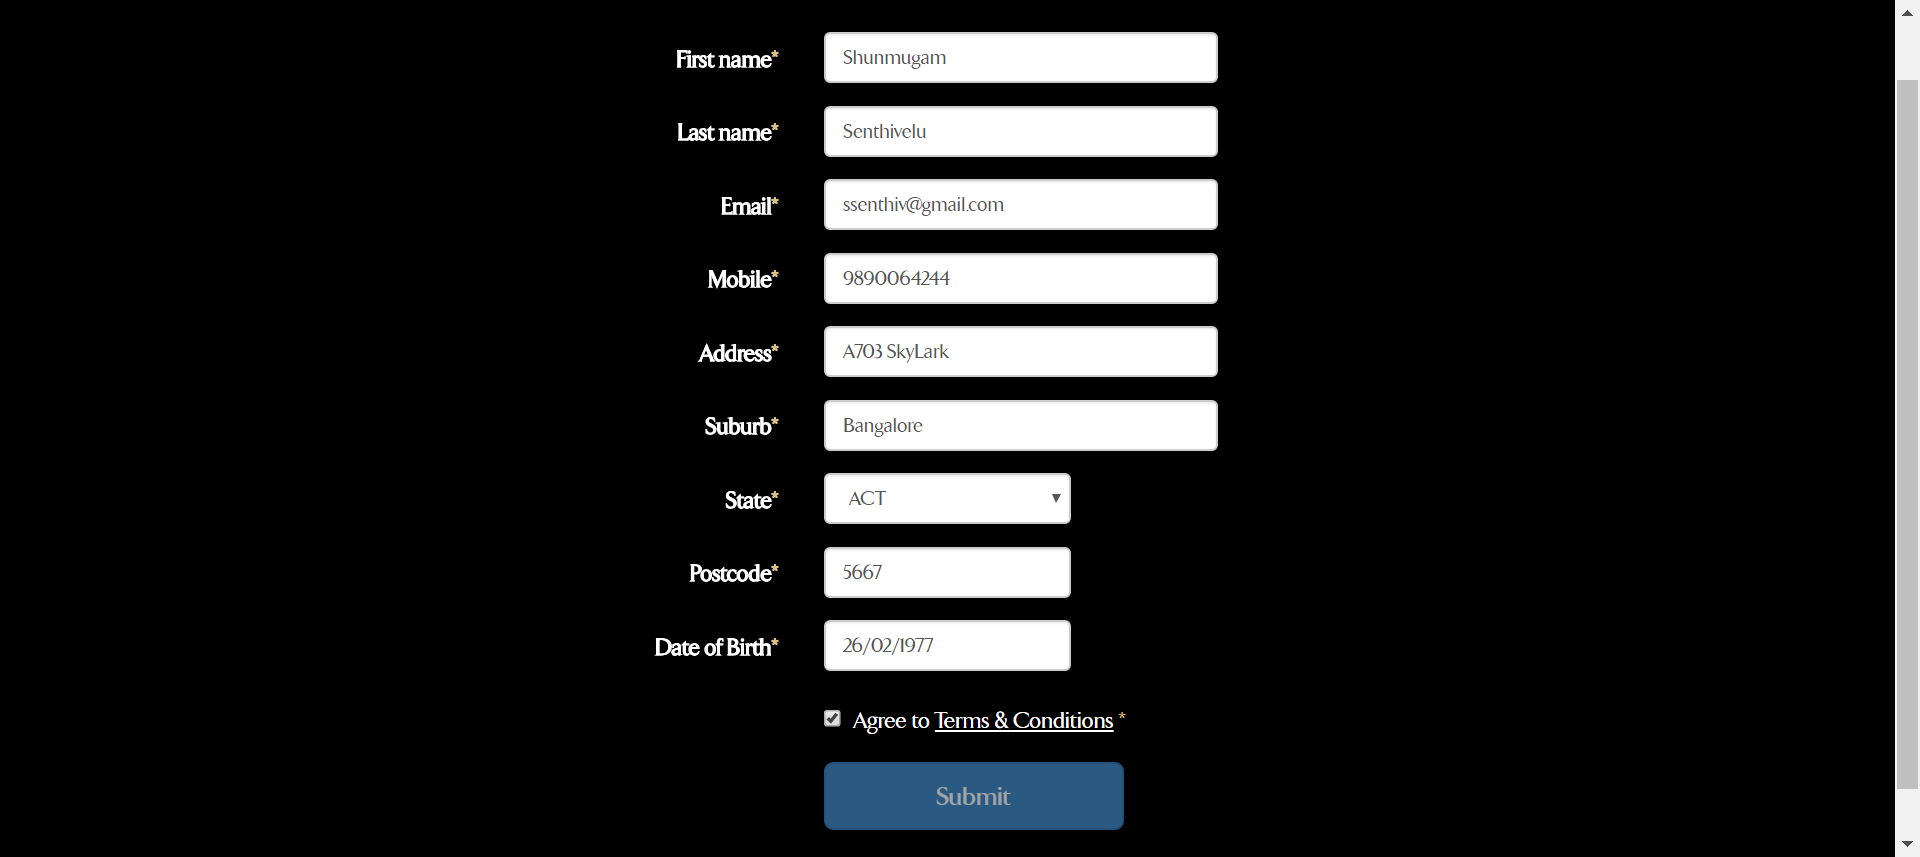 First name* Shunmugam
Last name* Senthivelu
Email* ssenthiv@gmail.com
Mobile* 9890064244
Address* A703 SkyLark
Suburb* Bangalore
State* ACT
Postcode* 5667
Date of Birth* 26/02/1977
Agree to Terms & Conditions *
Submit